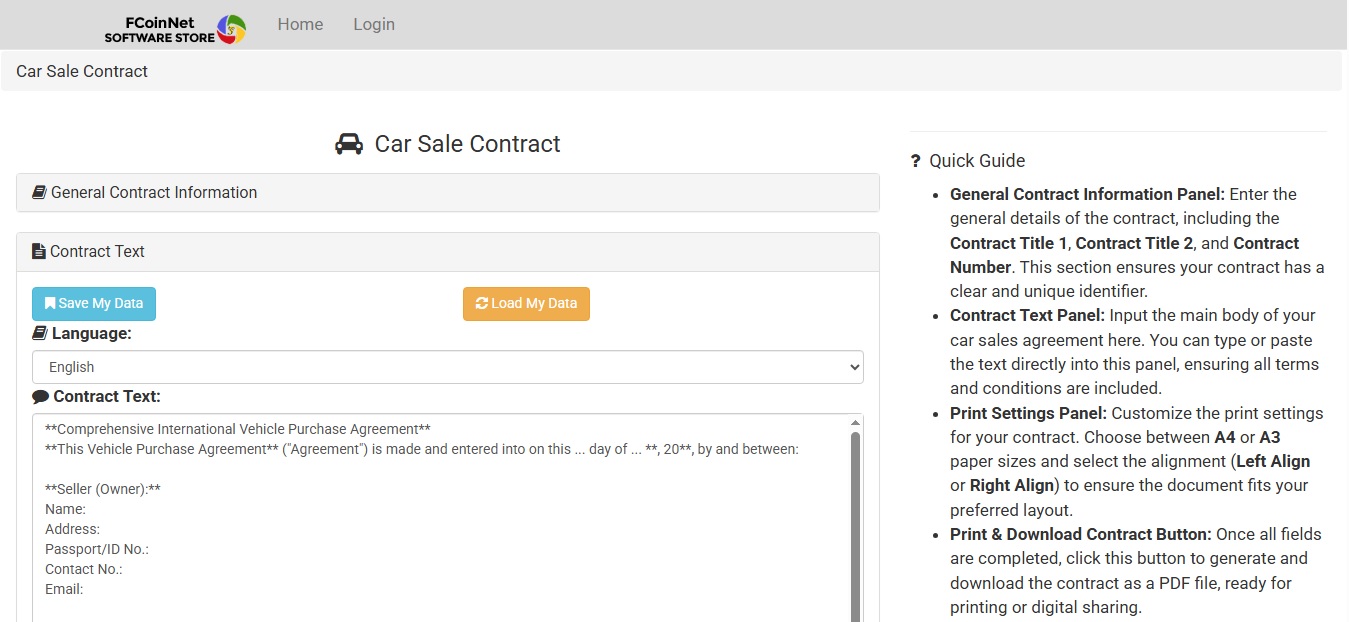 FCoinNet
SOFTWARE STORE
Home
Login
Car Sale Contract
Car Sale Contract
General Contract Information
Contract Text
Save My Data
Load My Data
Language:
English
Contract Text:
**Comprehensive International Vehicle Purchase Agreement**
**This Vehicle Purchase Agreement** ("Agreement") is made and entered into on this ... day of ... **, 20**, by and between:
**Seller (Owner):**
Name:
Address:
Passport/ID No.:
Contact No.:
Email:
? Quick Guide
• General Contract Information Panel: Enter the
general details of the contract, including the
Contract Title 1, Contract Title 2, and Contract
Number. This section ensures your contract has a
clear and unique identifier.
• Contract Text Panel: Input the main body of your
car sales agreement here. You can type or paste
the text directly into this panel, ensuring all terms
and conditions are included.
• Print Settings Panel: Customize the print settings
for your contract. Choose between A4 or A3
paper sizes and select the alignment (Left Align
or Right Align) to ensure the document fits your
preferred layout.
• Print & Download Contract Button: Once all fields
are completed, click this button to generate and
download the contract as a PDF file, ready for
printing or digital sharing.